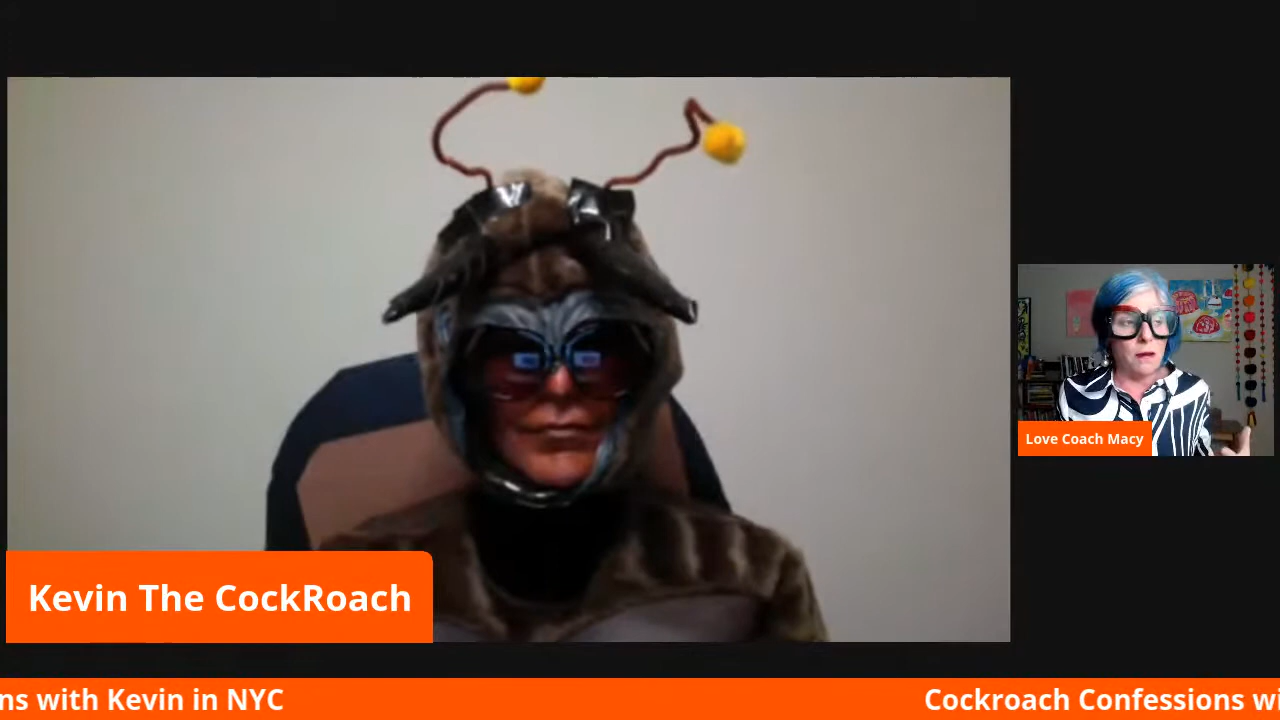 Love Coach Macy
Kevin The CockRoach
ns with Kevin in NYC
Cockroach Confessions wi